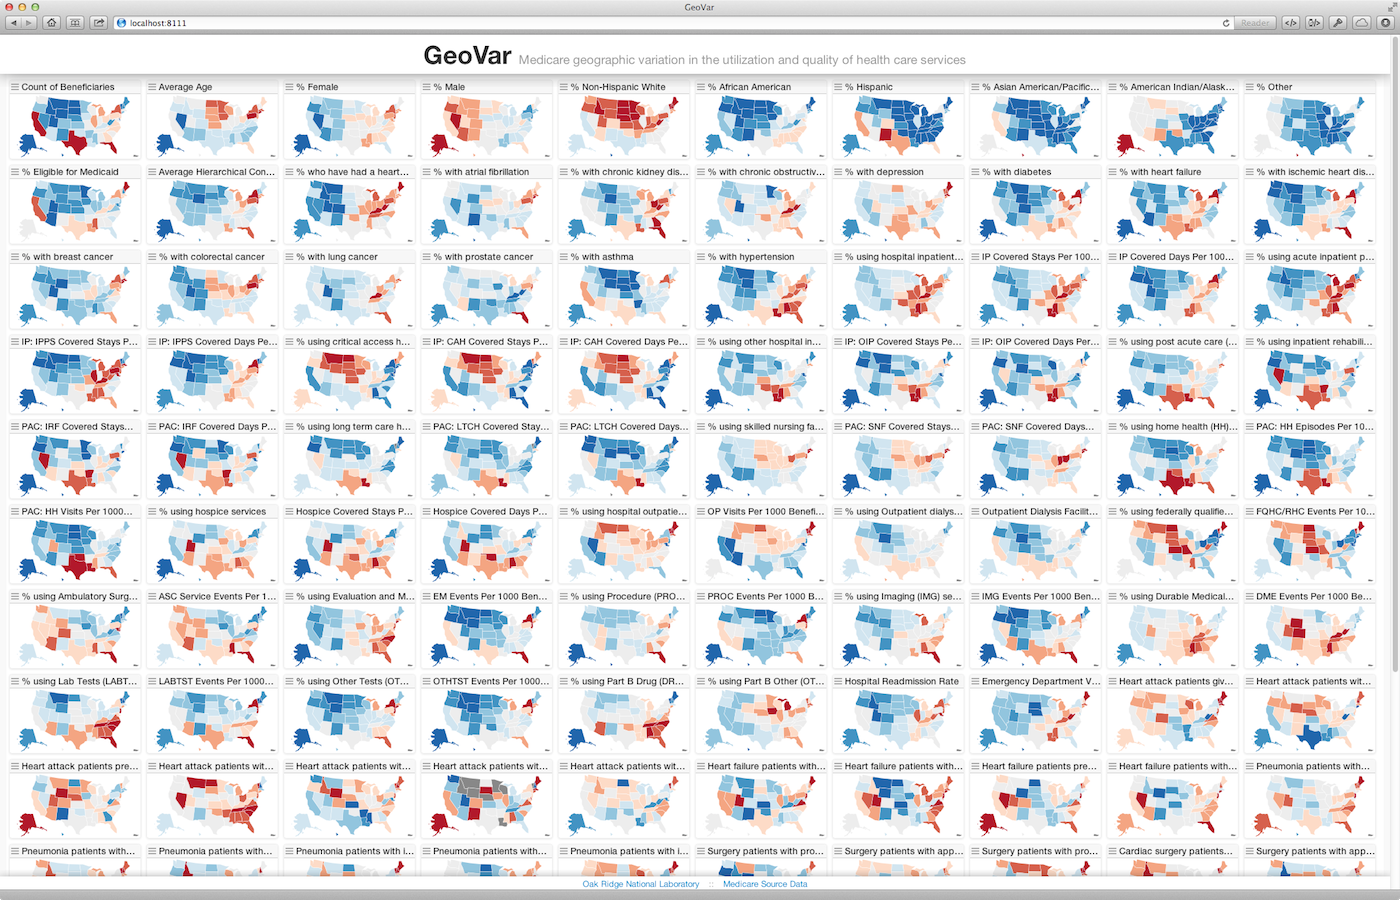 GeoVar
localhost:8111
Reader
GeoVar Medicare geographic variation in the utilization and quality of health care services
Count of Beneficiaries
Average Age
% Female
% Male
% Non-Hispanic White
% African American
% Hispanic
% Asian American/Pacific...
% American Indian/Alask...
% Other
% Eligible for Medicaid
Average Hierarchical Con...
% who have had a heart...
% with atrial fibrillation
% with chronic kidney dis...
% with chronic obstructiv...
% with depression
% with diabetes
% with heart failure
% with ischemic heart dis...
% with breast cancer
% with colorectal cancer
% with lung cancer
% with prostate cancer
% with asthma
% with hypertension
% using hospital inpatient...
IP Covered Stays Per 100...
IP Covered Days Per 100...
% using acute inpatient p...
IP: IPPS Covered Stays P...
IP: IPPS Covered Days Pe...
% using critical access h...
IP: CAH Covered Stays P...
IP: CAH Covered Days Pe...
% using other hospital in...
IP: OIP Covered Stays Per...
IP: OIP Covered Days Per...
% using post acute care (...
% using inpatient rehabili...
PAC: IRF Covered Stays...
PAC: IRF Covered Days P...
% using long term care h...
PAC: LTCH Covered Stay...
PAC: LTCH Covered Days...
% using skilled nursing fa...
PAC: SNF Covered Stays...
PAC: SNF Covered Days...
% using home health (HH)...
PAC: HH Episodes Per 10...
PAC: HH Visits Per 1000...
% using hospice services
Hospice Covered Stays P...
Hospice Covered Days P...
% using hospital outpatie...
OP Visits Per 1000 Benefi...
% using Outpatient dialys...
Outpatient Dialysis Facilit...
% using federally qualifie...
FQHC/RHC Events Per 10...
% using Ambulatory Surg...
ASC Service Events Per 1...
% using Evaluation and M...
EM Events Per 1000 Ben...
% using Procedure (PRO...
PROC Events Per 1000 B...
% using Imaging (IMG) se...
IMG Events Per 1000 Ben...
% using Durable Medical...
DME Events Per 1000 Be...
% using Lab Tests (LABT...
LABTST Events Per 1000...
% using Other Tests (OT...
OTHTST Events Per 1000...
% using Part B Drug (DR...
% using Part B Other (OT...
Hospital Readmission Rate
Emergency Department V...
Heart attack patients giv...
Heart attack patients wit...
Heart attack patients pre...
Heart attack patients wit...
Heart attack patients wit...
Heart attack patients wit...
Heart attack patients wit...
Heart failure patients with...
Heart failure patients with...
Heart failure patients pre...
Heart failure patients with...
Pneumonia patients with...
Pneumonia patients with...
Pneumonia patients with...
Pneumonia patients with i...
Pneumonia patients with...
Pneumonia patients with i...
Surgery patients with pro...
Surgery patients with app...
Surgery patients with pro...
Cardiac surgery patients...
Surgery patients with app...
Oak Ridge National Laboratory :: Medicare Source Data